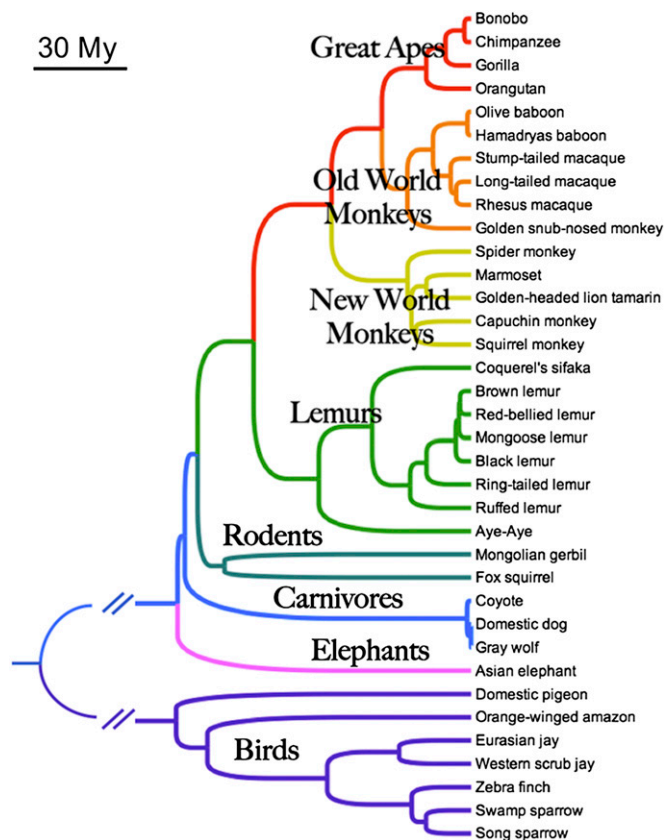 30 My
Great Apes
Bonobo
Chimpanzee
Gorilla
Orangutan
Old World
Monkeys
Olive baboon
Hamadryas baboon
Stump-tailed macaque
Long-tailed macaque
Rhesus macaque
Golden snub-nosed monkey
New World
Monkeys
Spider monkey
Marmoset
Golden-headed lion tamarin
Capuchin monkey
Squirrel monkey
Lemurs
Coquerel's sifaka
Brown lemur
Red-bellied lemur
Mongoose lemur
Black lemur
Ring-tailed lemur
Ruffed lemur
Aye-Aye
Rodents
Mongolian gerbil
Fox squirrel
Carnivores
Coyote
Domestic dog
Gray wolf
Elephants
Asian elephant
Birds
Domestic pigeon
Orange-winged amazon
Eurasian jay
Western scrub jay
Zebra finch
Swamp sparrow
Song sparrow